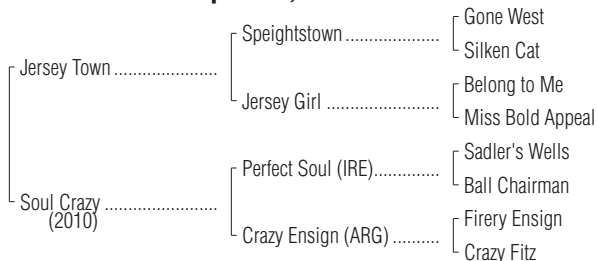 Gone West
Speightstown ..................
Silken Cat
Jersey Town ....................
Belong to Me
Jersey Girl ......................
Miss Bold Appeal
Sadler's Wells
Perfect Soul (IRE)..............
Ball Chairman
Soul Crazy ......................
(2010)
Firery Ensign
Crazy Ensign (ARG) ..........
Crazy Fitz